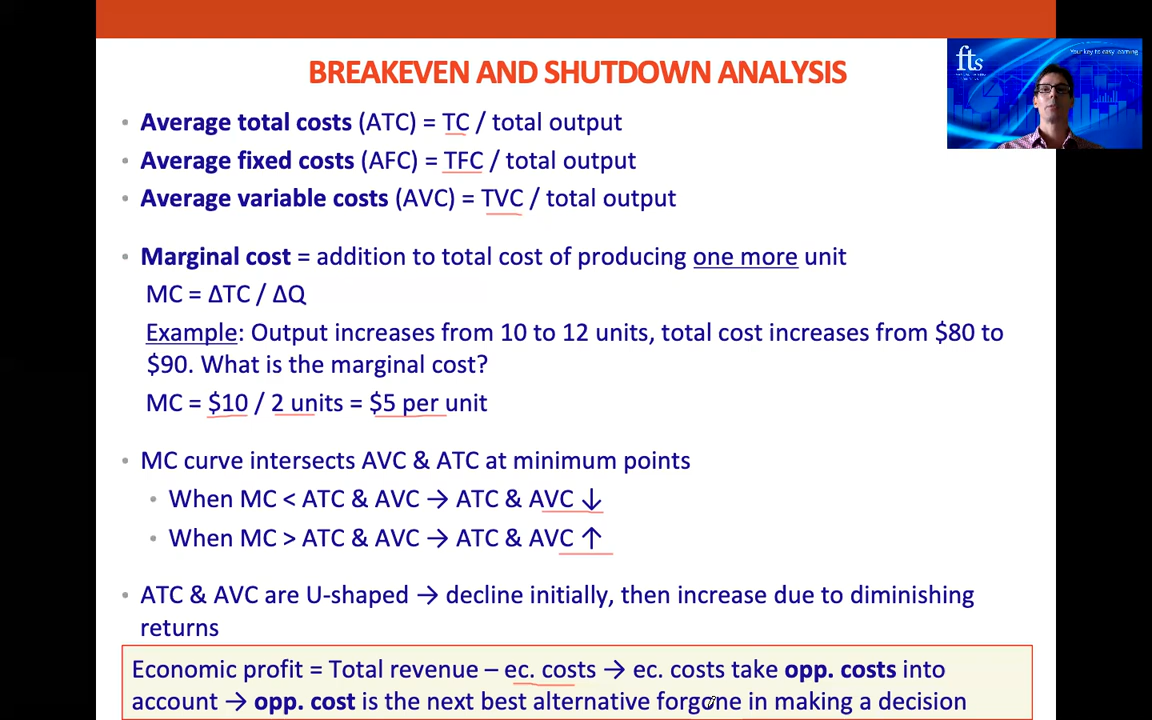 BREAKEVEN AND SHUTDOWN ANALYSIS
fts
Your key to easy learning
• Average total costs (ATC) = TC / total output
• Average fixed costs (AFC) = TFC / total output
• Average variable costs (AVC) = TVC / total output
• Marginal cost = addition to total cost of producing one more unit
MC = ΔTC / ΔQ
Example: Output increases from 10 to 12 units, total cost increases from $80 to
$90. What is the marginal cost?
MC = $10 / 2 units = $5 per unit
• MC curve intersects AVC & ATC at minimum points
• When MC < ATC & AVC → ATC & AVC ↓
• When MC > ATC & AVC → ATC & AVC ↑
• ATC & AVC are U-shaped → decline initially, then increase due to diminishing
returns
Economic profit = Total revenue – ec. costs → ec. costs take opp. costs into
account → opp. cost is the next best alternative forgone in making a decision